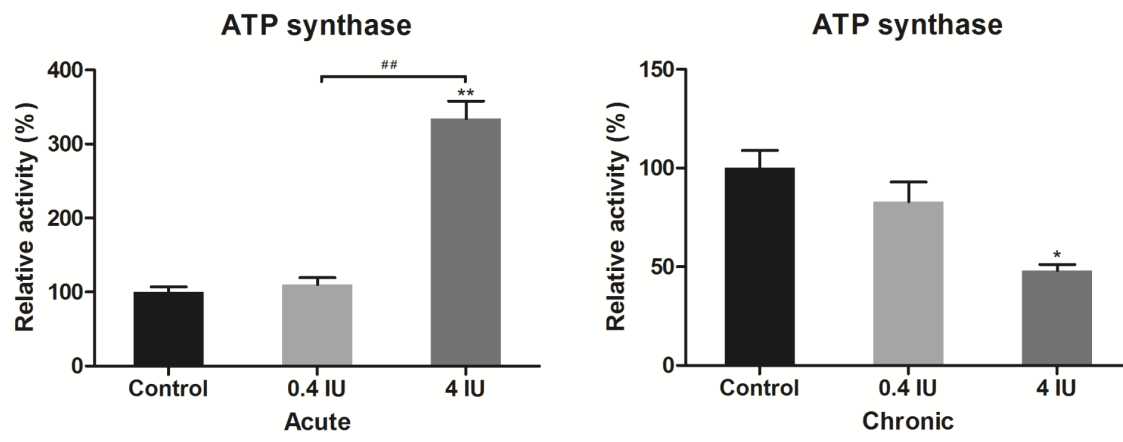 ATP synthase
Relative activity (%)
400
300
200
100
0
##
**
Control 0.4 IU 4 IU
Acute
ATP synthase
Relative activity (%)
150
100
50
0
*
Control 0.4 IU 4 IU
Chronic